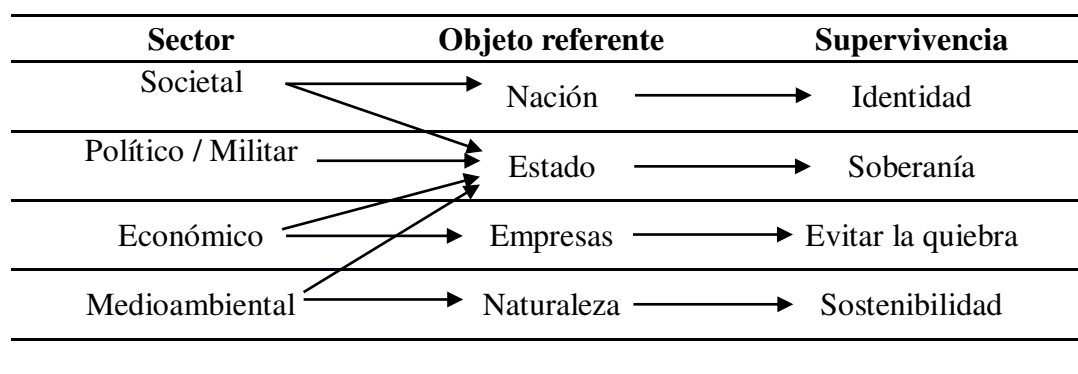 Sector Objeto referente Supervivencia
Societal Nación Identidad
Político / Militar Estado Soberanía
Económico Empresas Evitar la quiebra
Medioambiental Naturaleza Sostenibilidad